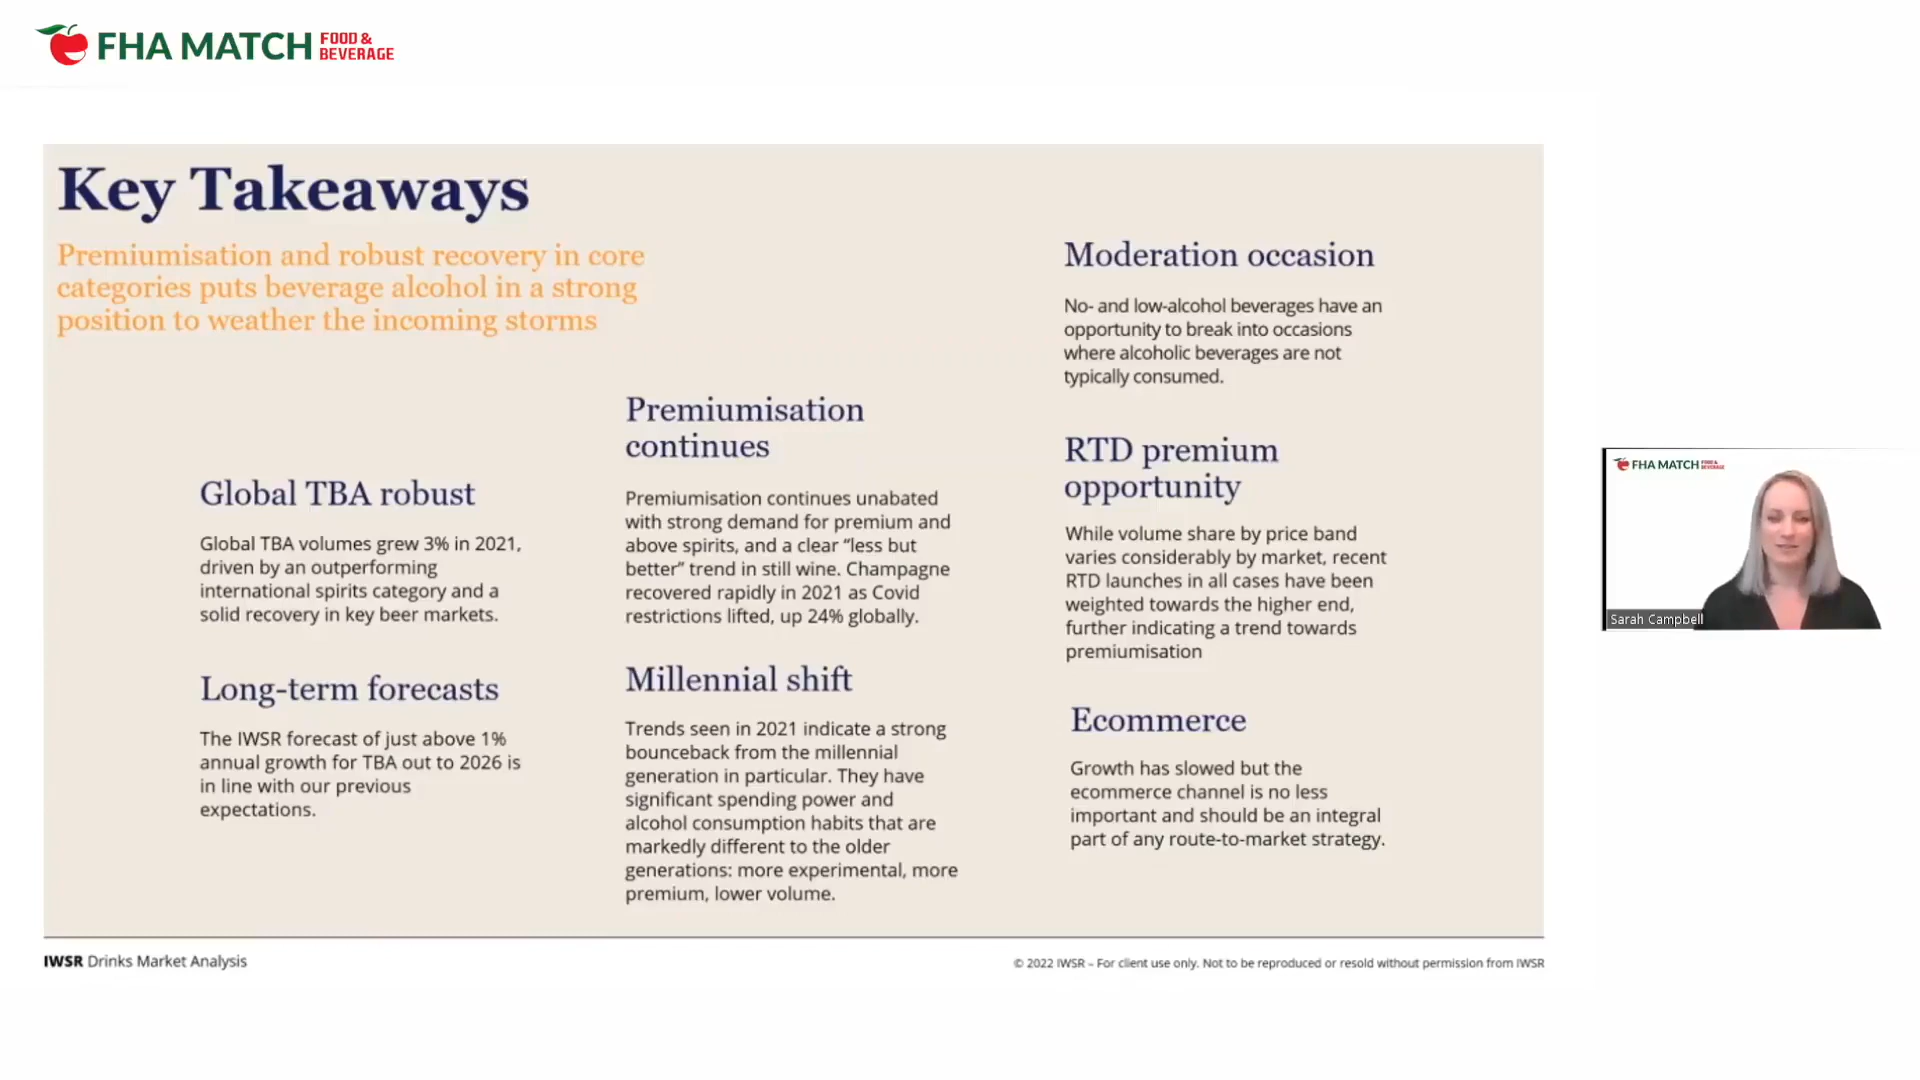 FHA MATCH FOOD &
BEVERAGE
Key Takeaways
Premiumisation and robust recovery in core
categories puts beverage alcohol in a strong
position to weather the incoming storms
Global TBA robust
Global TBA volumes grew 3% in 2021,
driven by an outperforming
international spirits category and a
solid recovery in key beer markets.
Long-term forecasts
The IWSR forecast of just above 1%
annual growth for TBA out to 2026 is
in line with our previous
expectations.
Premiumisation
continues
Premiumisation continues unabated
with strong demand for premium and
above spirits, and a clear “less but
better” trend in still wine. Champagne
recovered rapidly in 2021 as Covid
restrictions lifted, up 24% globally.
Millennial shift
Trends seen in 2021 indicate a strong
bounceback from the millennial
generation in particular. They have
significant spending power and
alcohol consumption habits that are
markedly different to the older
generations: more experimental, more
premium, lower volume.
Moderation occasion
No- and low-alcohol beverages have an
opportunity to break into occasions
where alcoholic beverages are not
typically consumed.
RTD premium
opportunity
While volume share by price band
varies considerably by market, recent
RTD launches in all cases have been
weighted towards the higher end,
further indicating a trend towards
premiumisation
Ecommerce
Growth has slowed but the
ecommerce channel is no less
important and should be an integral
part of any route-to-market strategy.
IWSR Drinks Market Analysis
© 2022 IWSR – For client use only. Not to be reproduced or resold without permission from IWSR
FHA MATCH FOOD &
BEVERAGE
Sarah Campbell